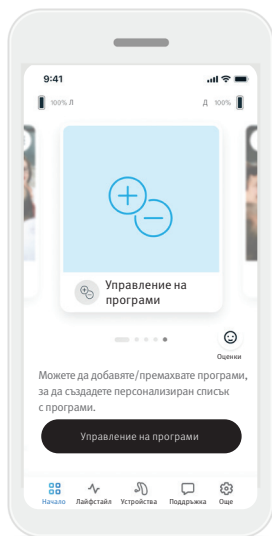 9:41
100% Л
Д 100%
Управление на
програми
Оценки
Можете да добавяте/премахвате програми,
за да създадете персонализиран списък
с програми.
Управление на програми
Начало Лайфстайл Устройства Поддръжка Още